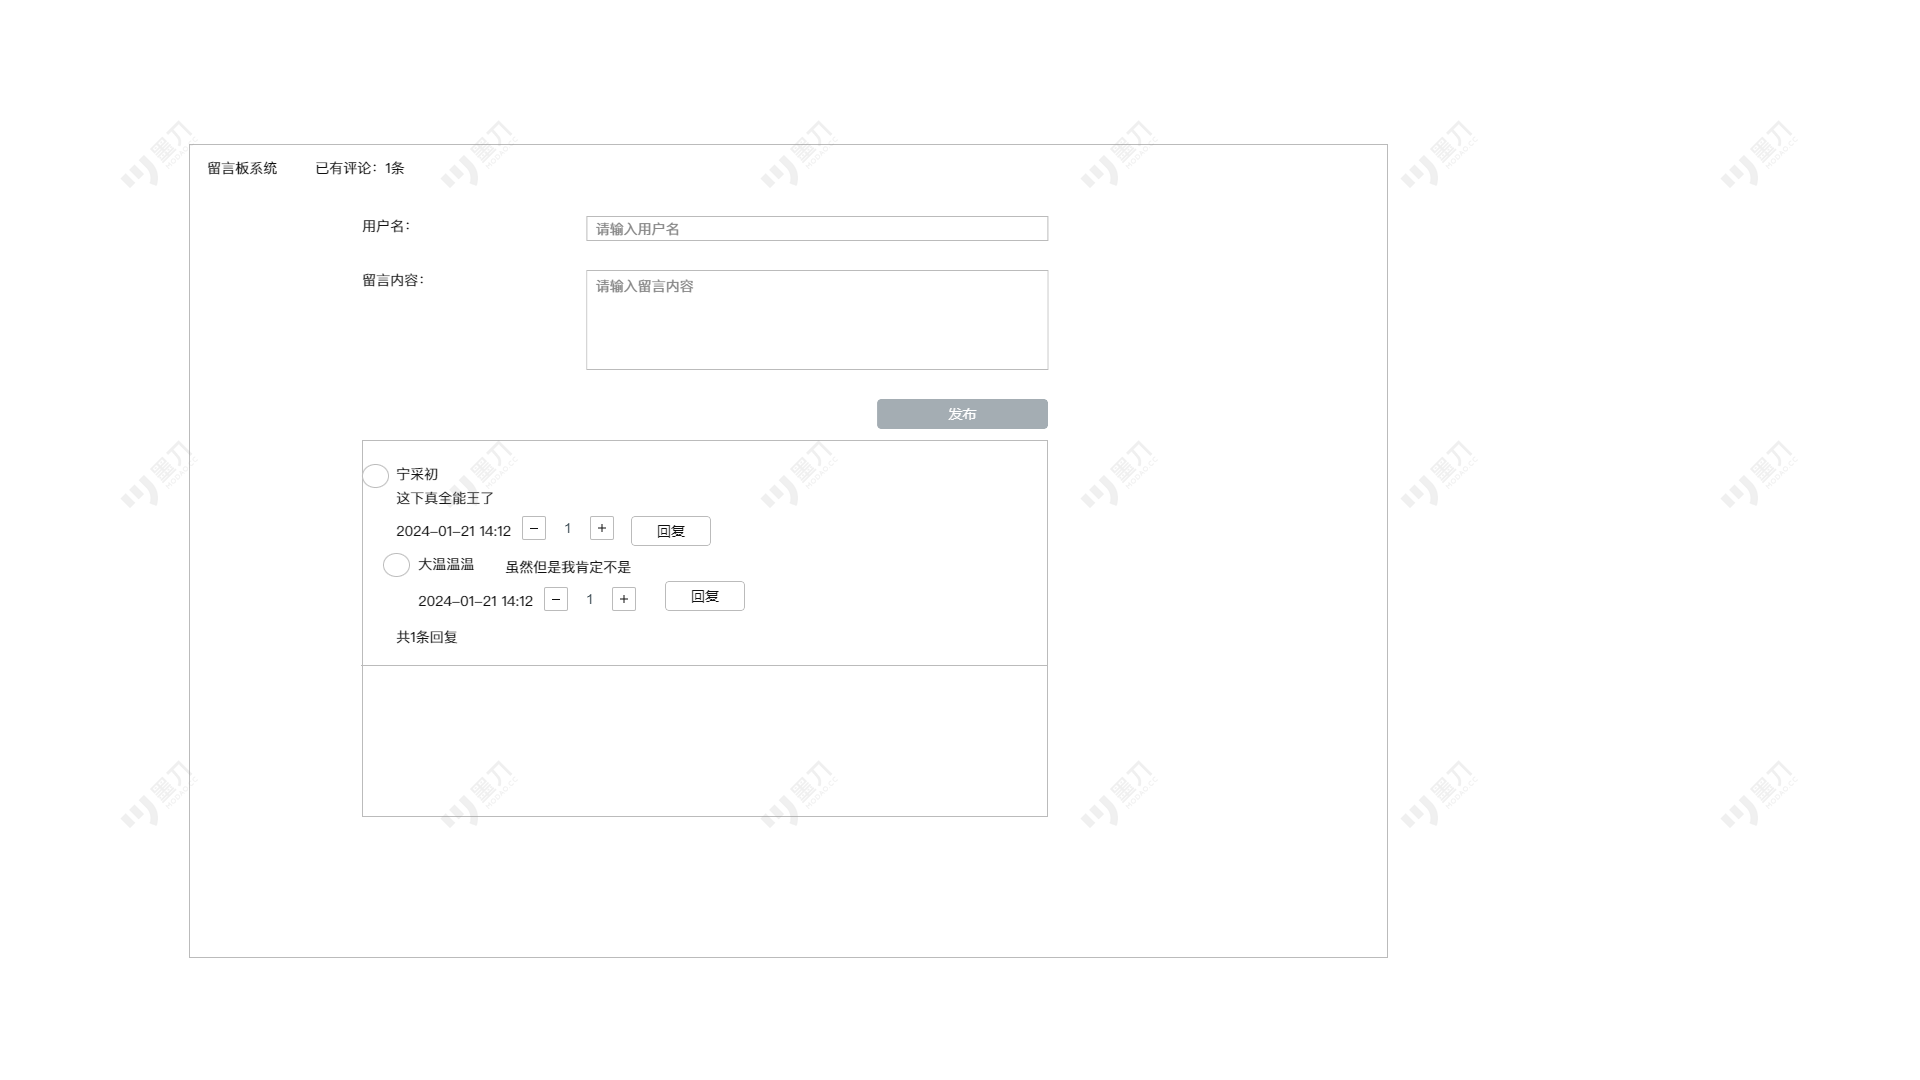 留言板系统 已有评论：1条
用户名：
请输入用户名
留言内容：
请输入留言内容
发布
宁采初
这下真全能王了
2024-01-21 14:12 - 1 + 回复
大温温温 虽然但是我肯定不是
2024-01-21 14:12 - 1 + 回复
共1条回复
墨刀
MODAO.CC